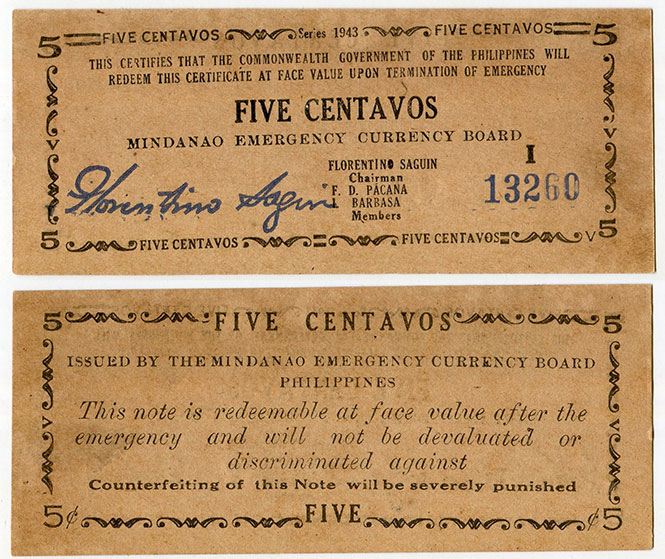 5 FIVE CENTAVOS Series 1943 FIVE CENTAVOS 5
THIS CERTIFIES THAT THE COMMONWEALTH GOVERNMENT OF THE PHILIPPINES WILL
REDEEM THIS CERTIFICATE AT FACE VALUE UPON TERMINATION OF EMERGENCY
FIVE CENTAVOS
MINDANAO EMERGENCY CURRENCY BOARD
I
13260
Florentino Saguin
FLORENTINO SAGUIN
Chairman
F. D. PACANA
BARBASA
Members
5 FIVE CENTAVOS FIVE CENTAVOS V 5
5 FIVE CENTAVOS 5
ISSUED BY THE MINDANAO EMERGENCY CURRENCY BOARD
PHILIPPINES
This note is redeemable at face value after the
emergency and will not be devaluated or
discriminated against
Counterfeiting of this Note will be severely punished
5¢ FIVE 5